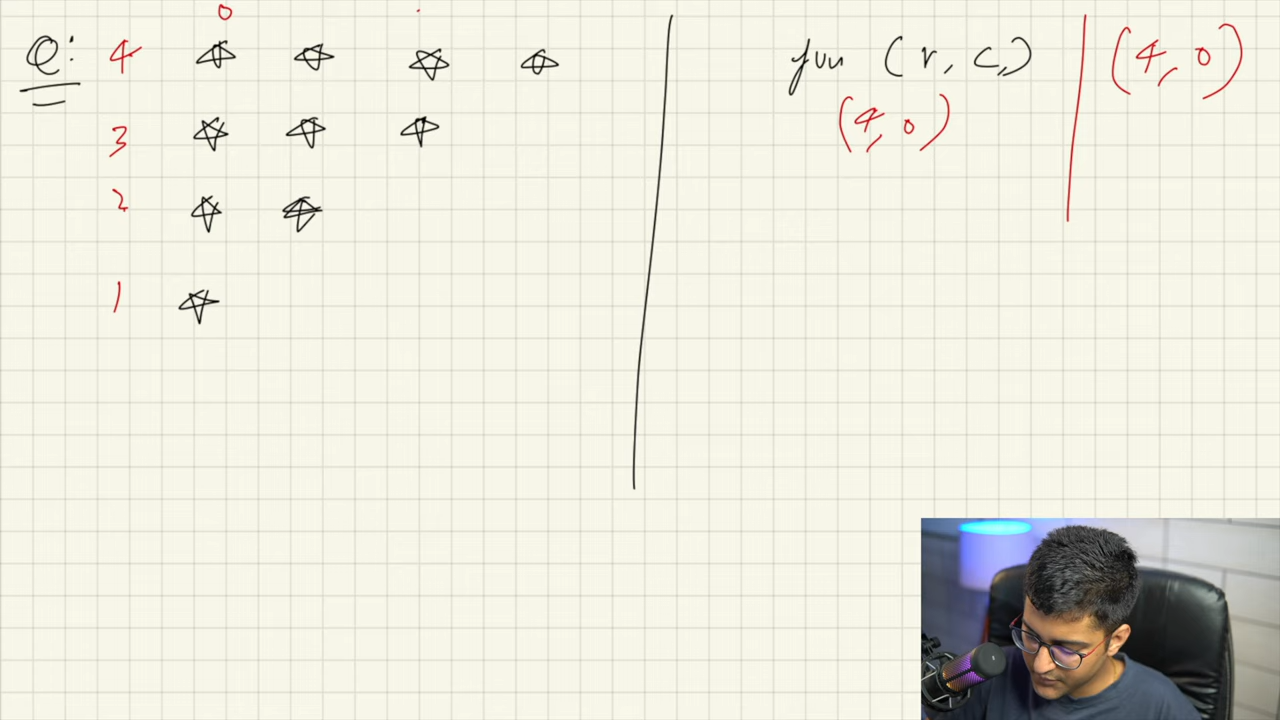 0
Q: 4 ☆ ☆ ☆ ☆
3 ☆ ☆ ☆
2 ☆ ☆
1 ☆
fun (r, c,)
(4, 0)
(4, 0)